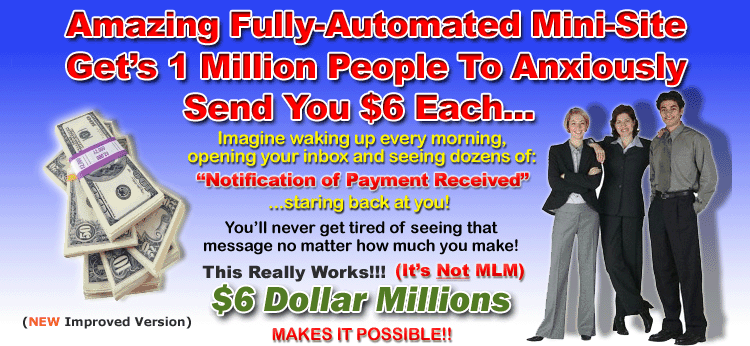 Amazing Fully-Automated Mini-Site
Get's 1 Million People To Anxiously
Send You $6 Each...
Imagine waking up every morning,
opening your inbox and seeing dozens of:
“Notification of Payment Received”
...staring back at you!
You'll never get tired of seeing that
message no matter how much you make!
This Really Works!!! (It's Not MLM)
$6 Dollar Millions
(NEW Improved Version)
MAKES IT POSSIBLE!!